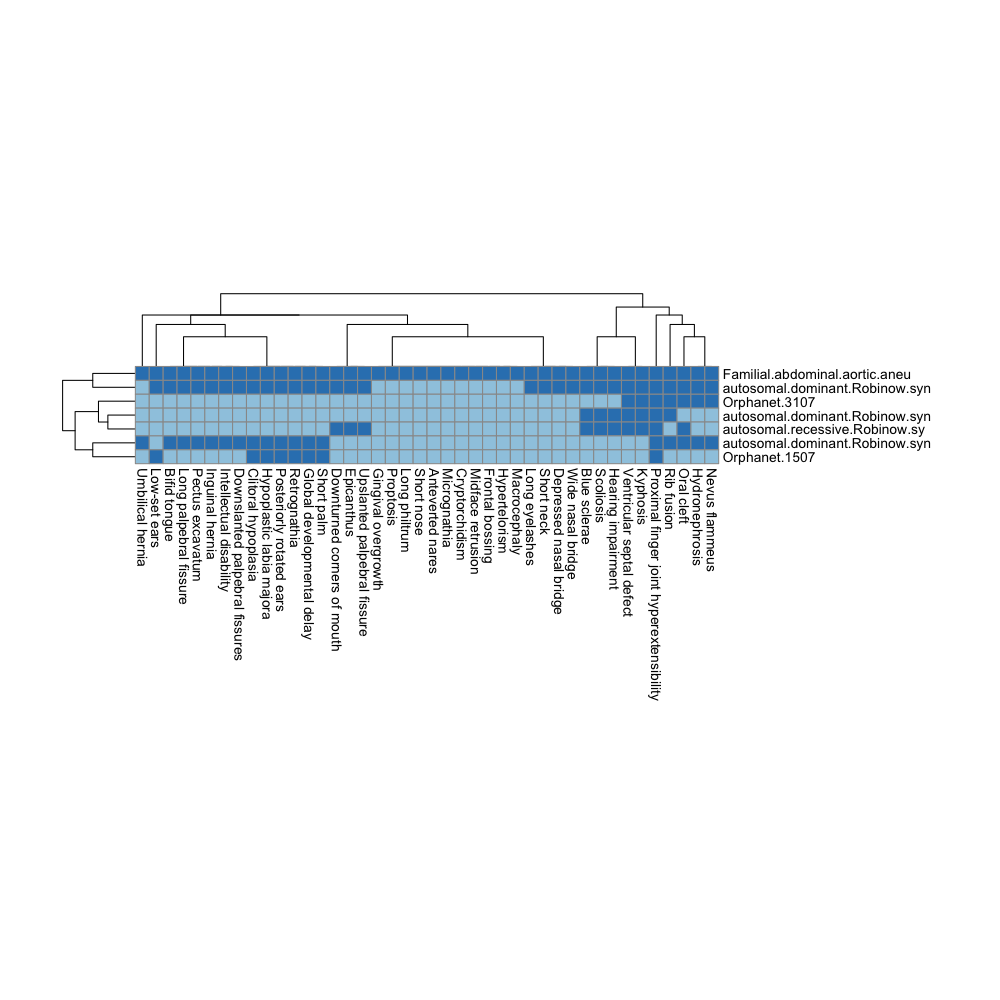 Familial.abdominal.aortic.aneu
autosomal.dominant.Robinow.syn
Orphanet.3107
autosomal.dominant.Robinow.syn
autosomal.recessive.Robinow.sy
autosomal.dominant.Robinow.syn
Orphanet.1507
Umbilical hernia
Low-set ears
Bifid tongue
Long palpebral fissure
Pectus excavatum
Inguinal hernia
Intellectual disability
Downslanted palpebral fissures
Clitoral hypoplasia
Hypoplastic labia majora
Posteriorly rotated ears
Retrognathia
Global developmental delay
Short palm
Downturned corners of mouth
Epicanthus
Upslanted palpebral fissure
Gingival overgrowth
Proptosis
Long philtrum
Short nose
Anteverted nares
Micrognathia
Cryptorchidism
Midface retrusion
Frontal bossing
Hypertelorism
Macrocephaly
Long eyelashes
Short neck
Depressed nasal bridge
Wide nasal bridge
Blue sclerae
Scoliosis
Hearing impairment
Ventricular septal defect
Kyphosis
Proximal finger joint hyperextensibility
Rib fusion
Oral cleft
Hydronephrosis
Nevus flammeus